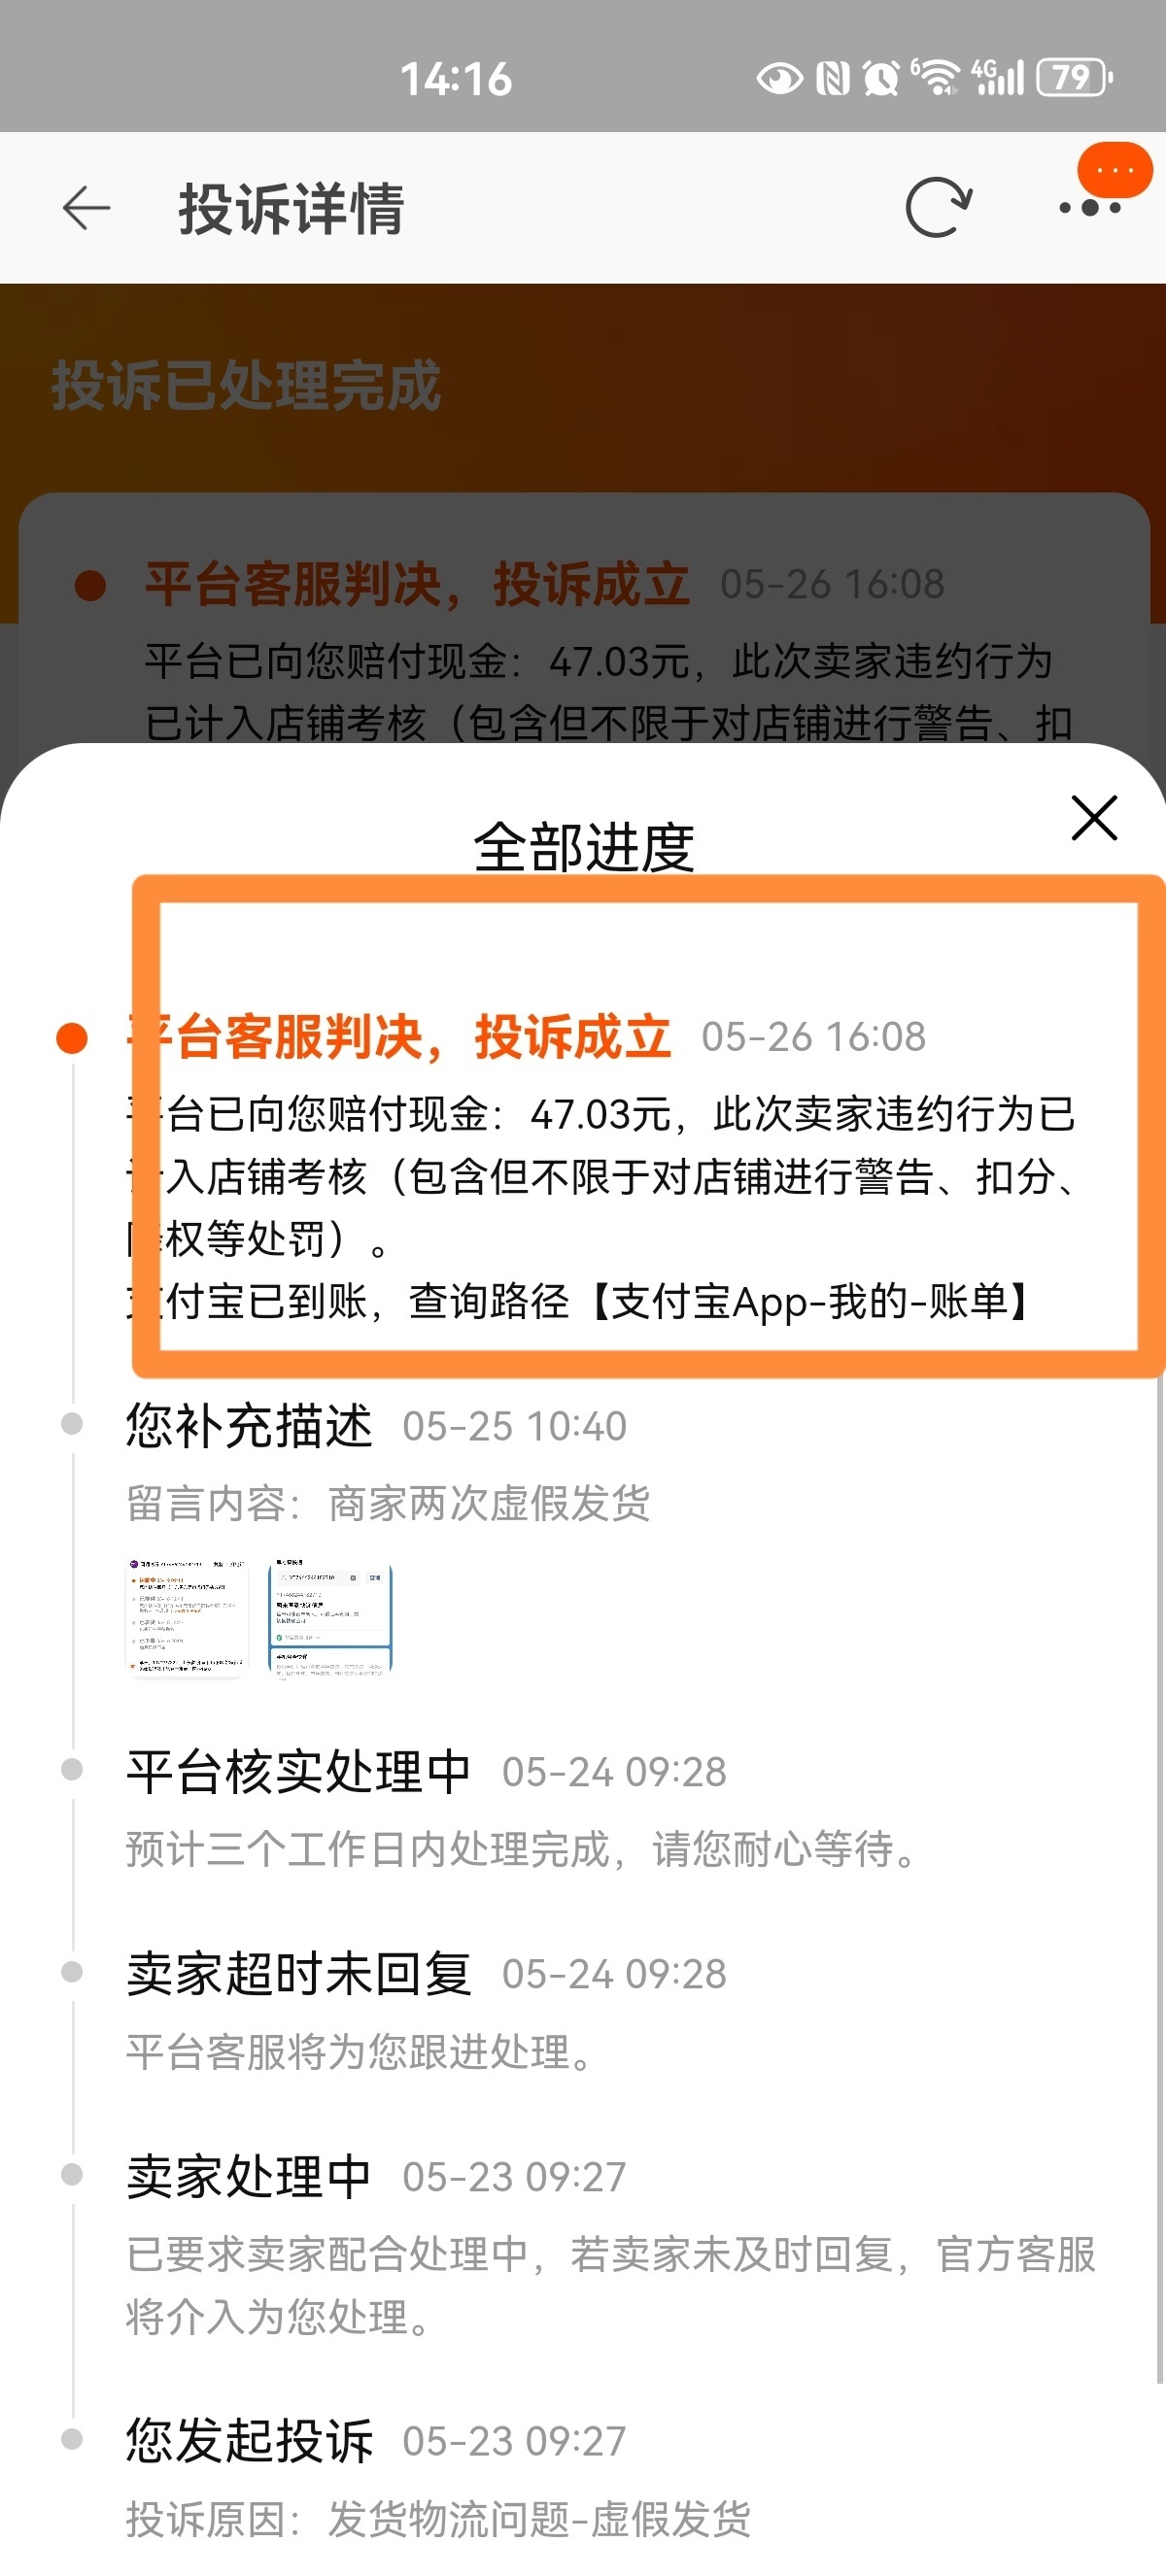 14:16
6
4G
79
投诉详情
投诉已处理完成
平台客服判决，投诉成立 05-26 16:08
平台已向您赔付现金：47.03元，此次卖家违约行为
已计入店铺考核（包含但不限于对店铺进行警告、扣
全部进度
平台客服判决，投诉成立 05-26 16:08
平台已向您赔付现金：47.03元，此次卖家违约行为已
计入店铺考核（包含但不限于对店铺进行警告、扣分、
降权等处罚）。
支付宝已到账，查询路径【支付宝App-我的-账单】
您补充描述 05-25 10:40
留言内容：商家两次虚假发货
平台核实处理中 05-24 09:28
预计三个工作日内处理完成，请您耐心等待。
卖家超时未回复 05-24 09:28
平台客服将为您跟进处理。
卖家处理中 05-23 09:27
已要求卖家配合处理中，若卖家未及时回复，官方客服
将介入为您处理。
您发起投诉 05-23 09:27
投诉原因：发货物流问题-虚假发货